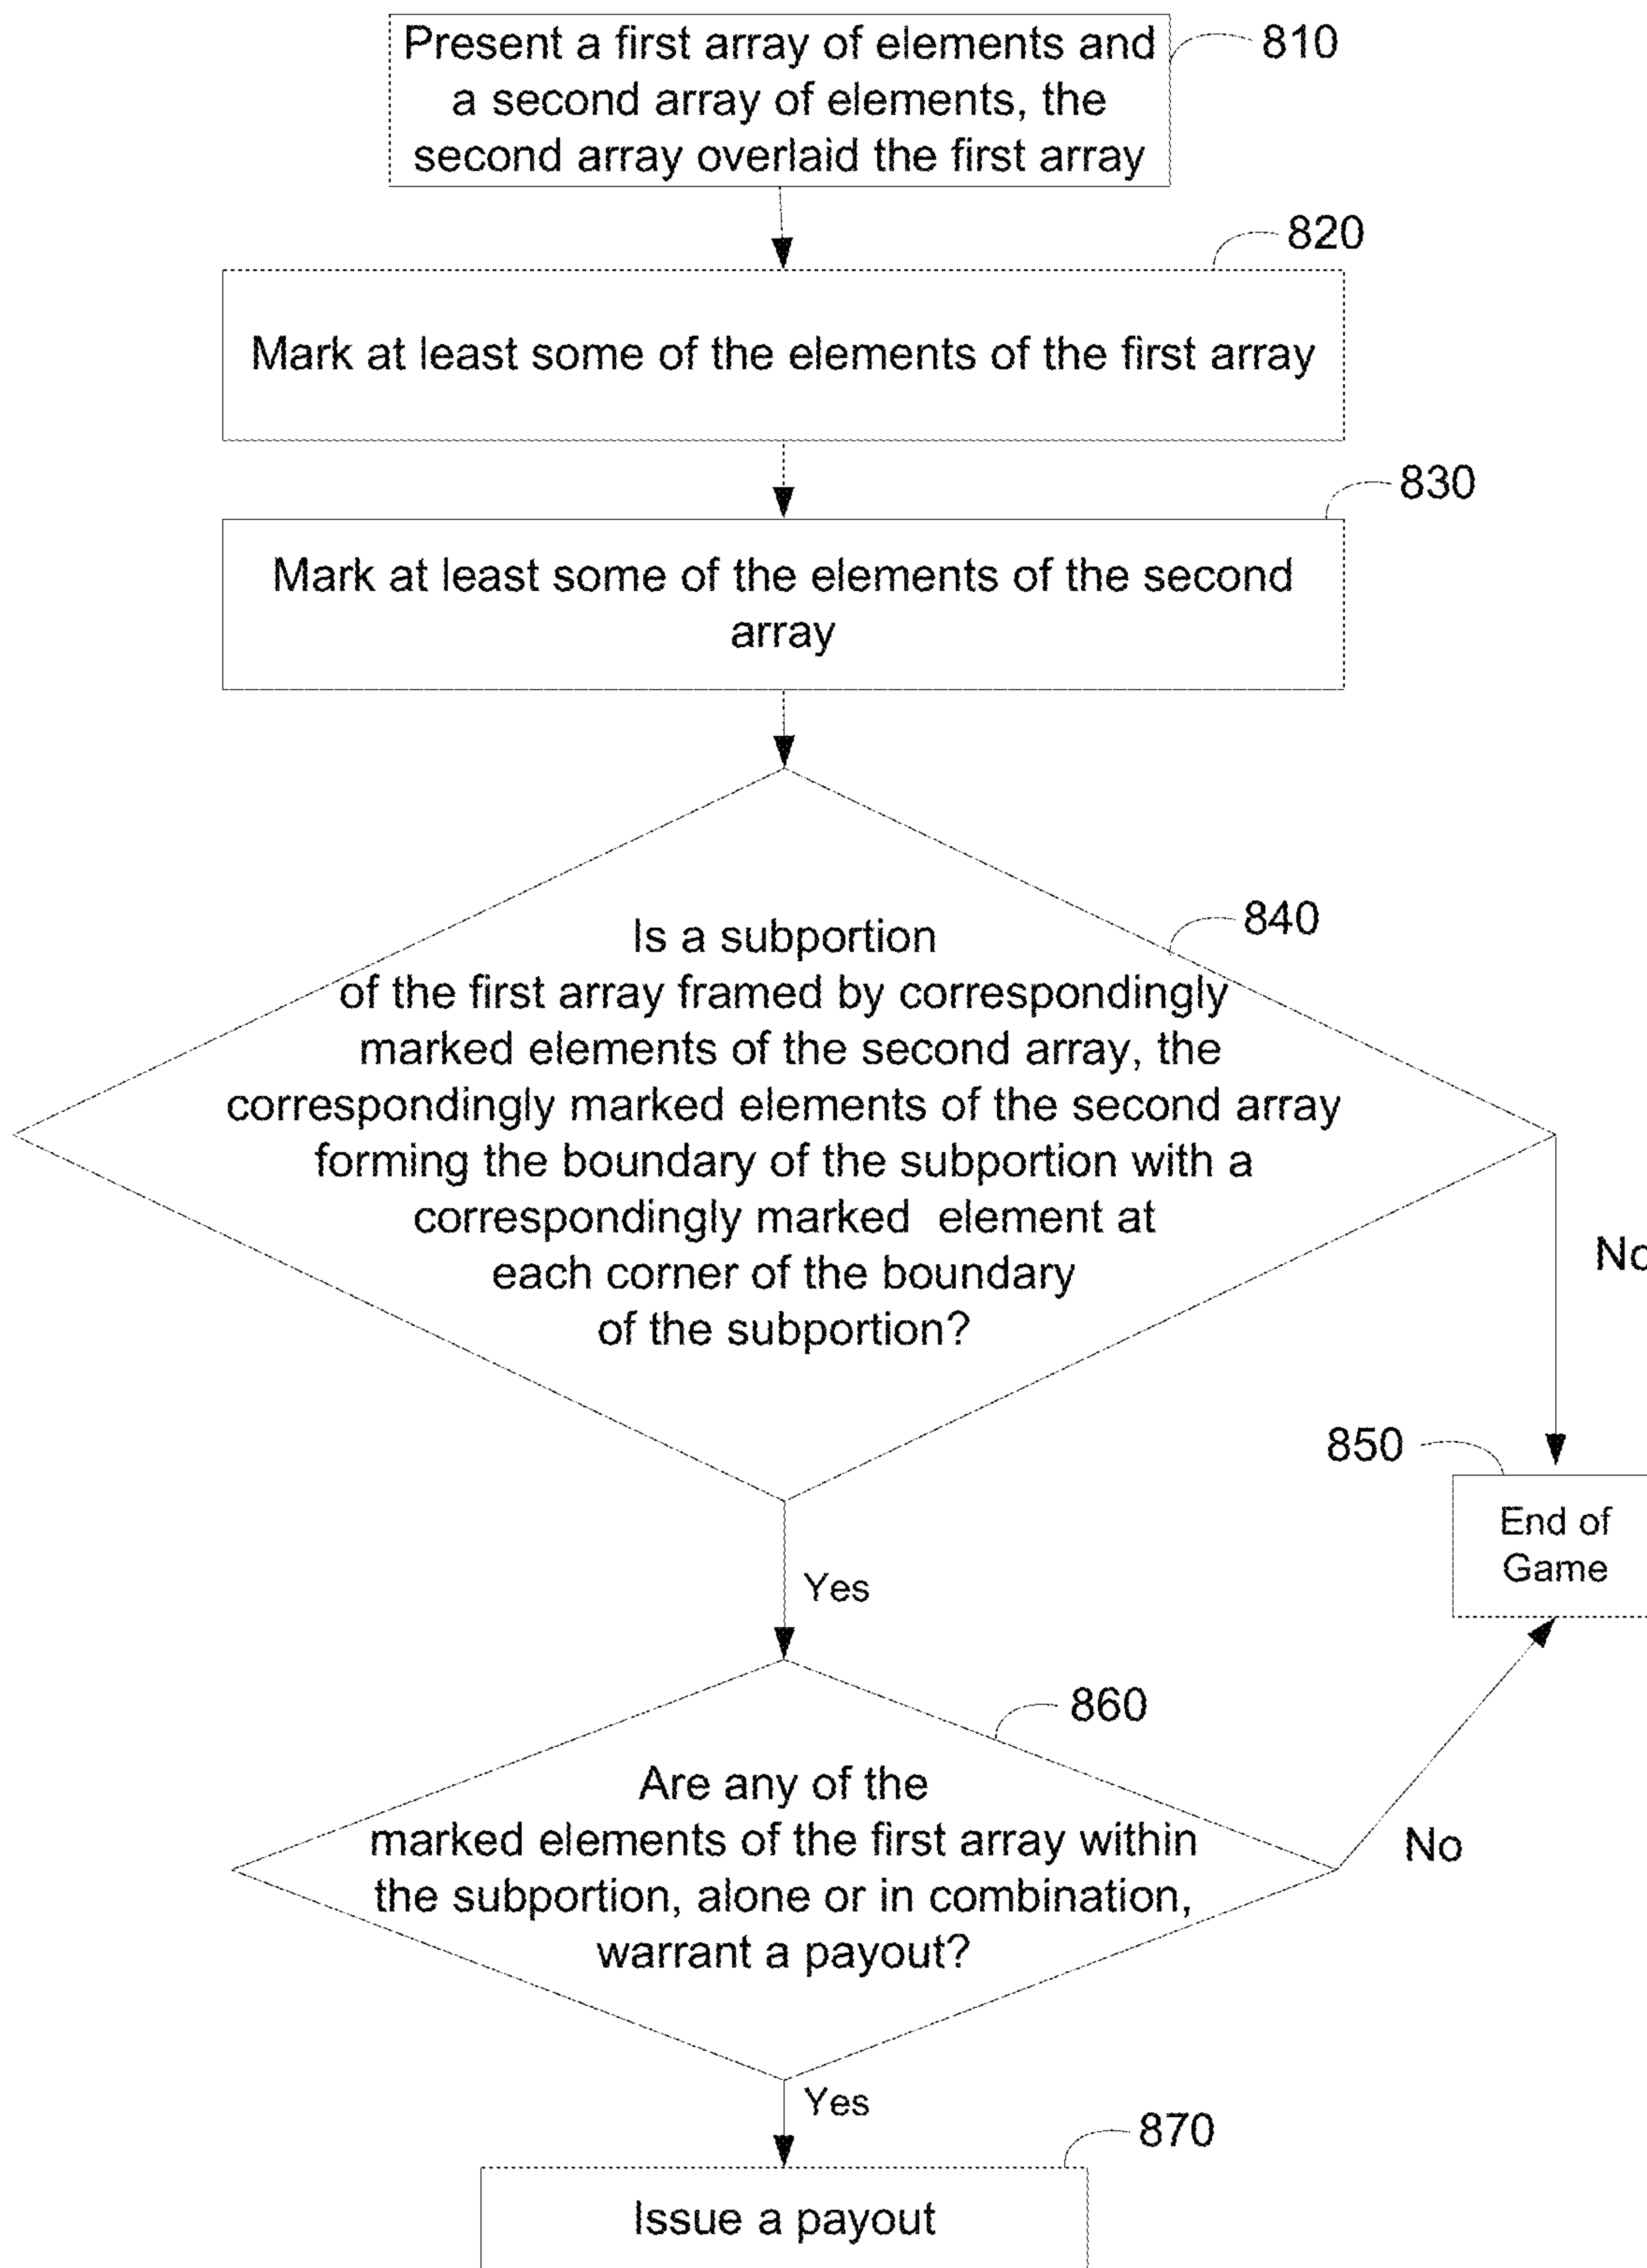 Present a first array of elements and
a second array of elements, the
second array overlaid the first array
810
820
Mark at least some of the elements of the first array
830
Mark at least some of the elements of the second
array
840
Is a subportion
of the first array framed by correspondingly
marked elements of the second array, the
correspondingly marked elements of the second array
forming the boundary of the subportion with a
correspondingly marked element at
each corner of the boundary
of the subportion?
No
850
End of
Game
Yes
860
Are any of the
marked elements of the first array within
the subportion, alone or in combination,
warrant a payout?
No
Yes
870
Issue a payout